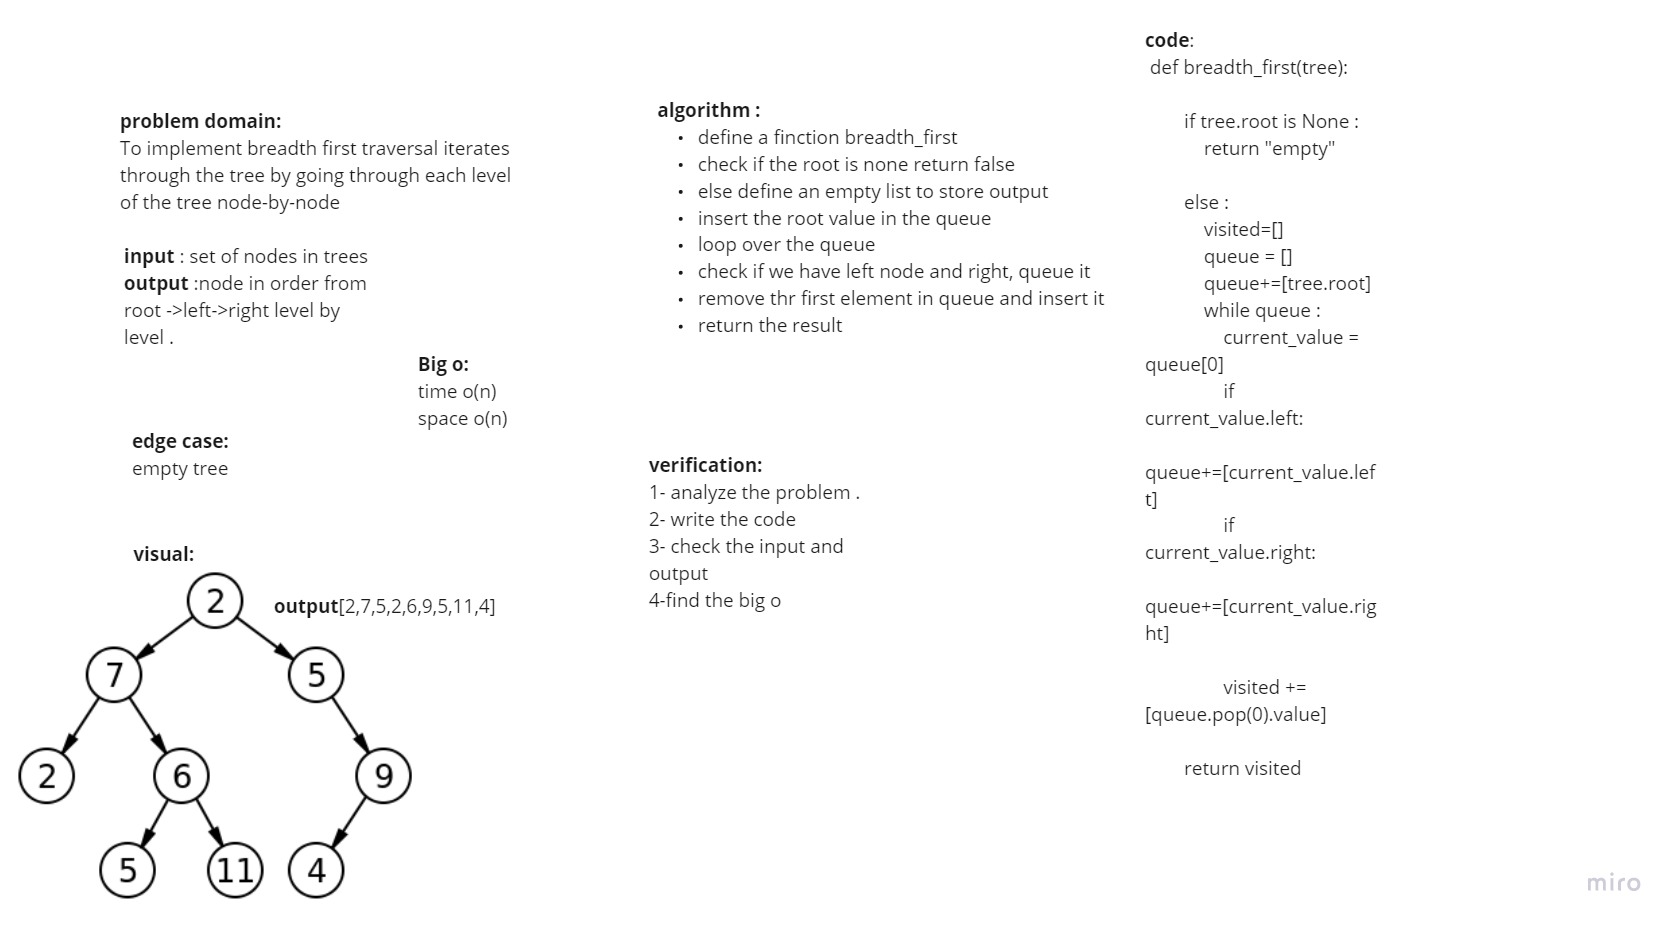 problem domain:
To implement breadth first traversal iterates
through the tree by going through each level
of the tree node-by-node
input : set of nodes in trees
output :node in order from
root ->left->right level by
level .
Big o:
time o(n)
space o(n)
edge case:
empty tree
visual:
2
output[2,7,5,2,6,9,5,11,4]
7
5
2
6
9
5
11
4
algorithm :
• define a finction breadth_first
• check if the root is none return false
• else define an empty list to store output
• insert the root value in the queue
• loop over the queue
• check if we have left node and right, queue it
• remove thr first element in queue and insert it
• return the result
verification:
1- analyze the problem .
2- write the code
3- check the input and
output
4-find the big o
code:
def breadth_first(tree):
if tree.root is None :
return "empty"
else :
visited=[]
queue = []
queue+=[tree.root]
while queue :
current_value =
queue[0]
if
current_value.left:
queue+=[current_value.lef
t]
if
current_value.right:
queue+=[current_value.rig
ht]
visited +=
[queue.pop(0).value]
return visited
miro